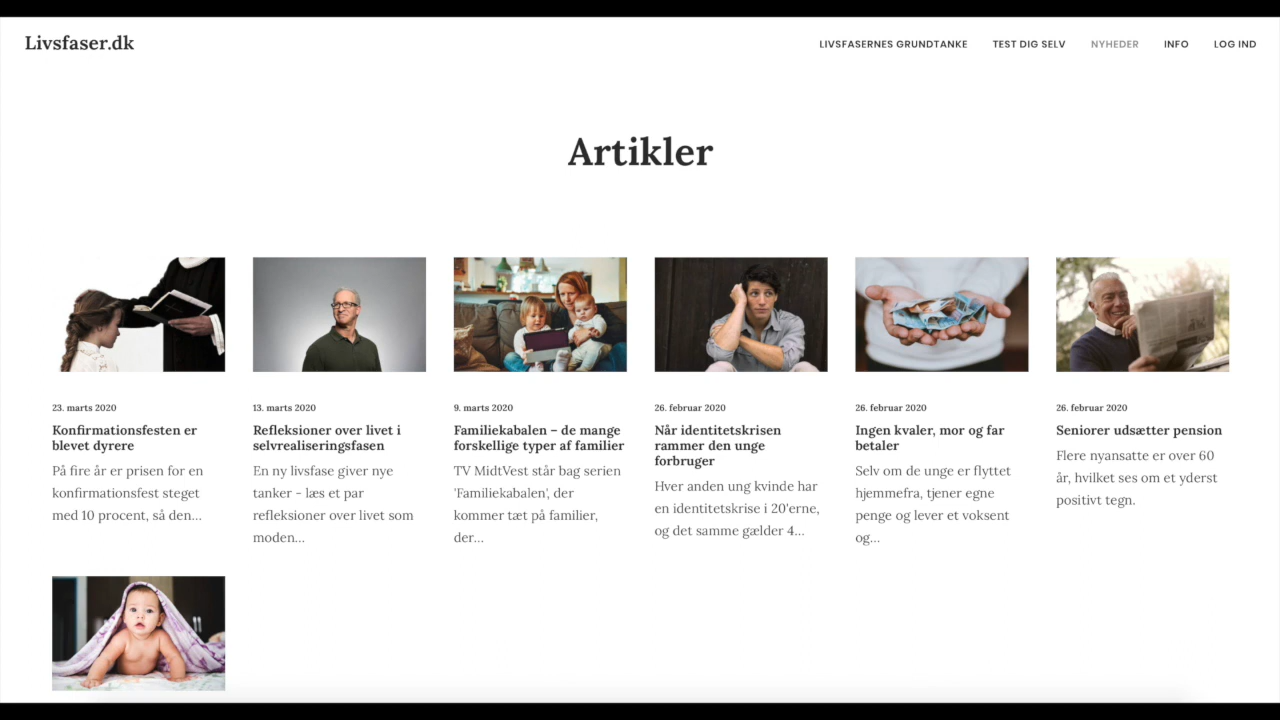 Livsfaser.dk
LIVSFASERNES GRUNDTANKE TEST DIG SELV NYHEDER INFO LOG IND
Artikler
23. marts 2020
Konfirmationsfesten er
blevet dyrere
På fire år er prisen for en
konfirmationsfest steget
med 10 procent, så den...
13. marts 2020
Refleksioner over livet i
selvrealiseringsfasen
En ny livsfase giver nye
tanker - læs et par
refleksioner over livet som
moden...
9. marts 2020
Familiekabalen – de mange
forskellige typer af familier
TV MidtVest står bag serien
'Familiekabalen', der
kommer tæt på familier,
der...
26. februar 2020
Når identitetskrisen
rammer den unge
forbruger
Hver anden ung kvinde har
en identitetskrise i 20'erne,
og det samme gælder 4...
26. februar 2020
Ingen kvaler, mor og far
betaler
Selv om de unge er flyttet
hjemmefra, tjener egne
penge og lever et voksent
og...
26. februar 2020
Seniorer udsætter pension
Flere nyansatte er over 60
år, hvilket ses om et yderst
positivt tegn.